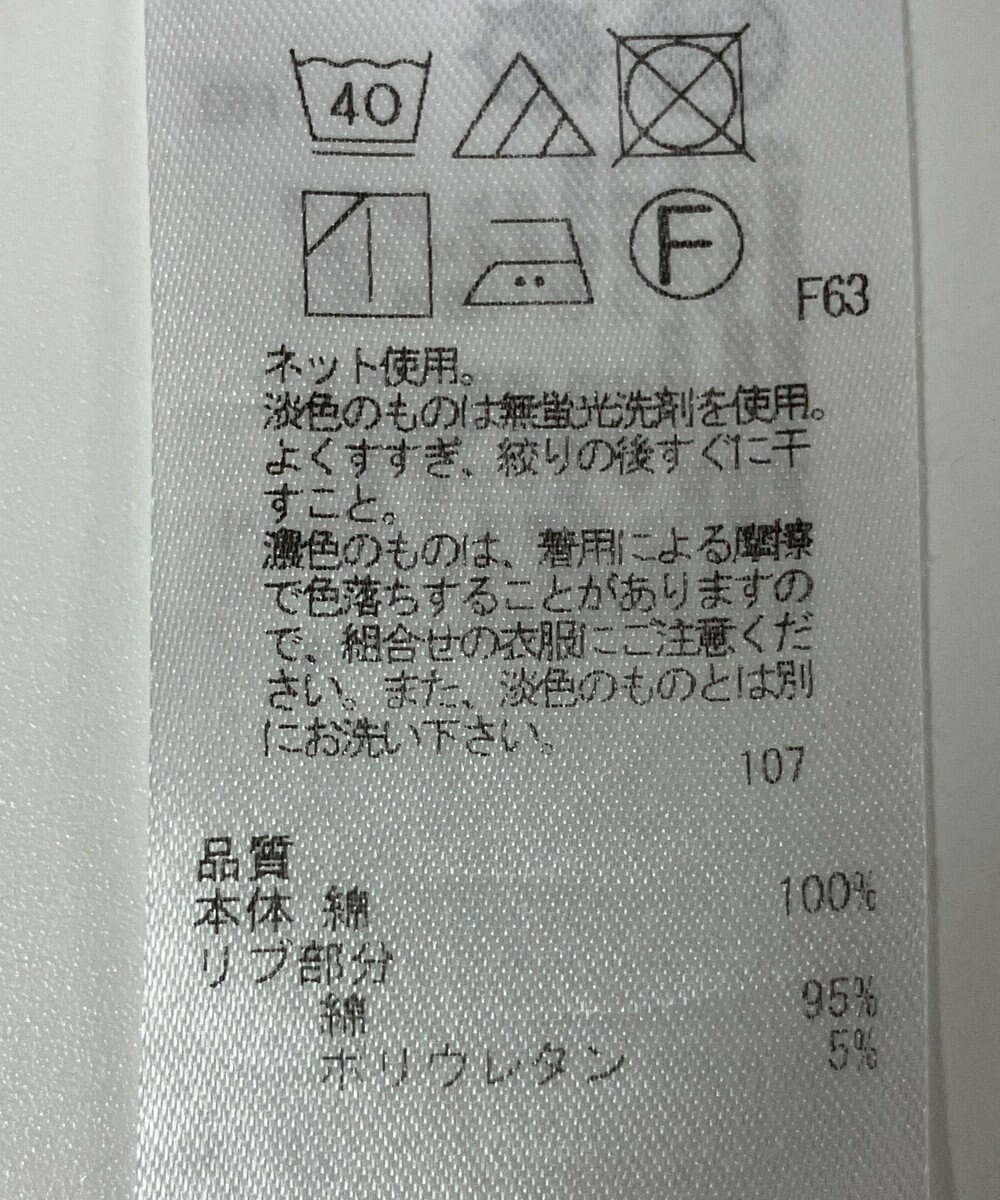 40
F
F63
ネット使用。
淡色のものは無蛍光洗剤を使用。
よくすすぎ、絞りの後すぐに干
すこと。
濃色のものは、着用による摩擦
で色落ちすることがありますの
で、組合せの衣服にご注意くだ
さい。また、淡色のものとは別
にお洗い下さい。
107
品質
本体 綿 100%
リブ部分
綿 95%
ポリウレタン 5%